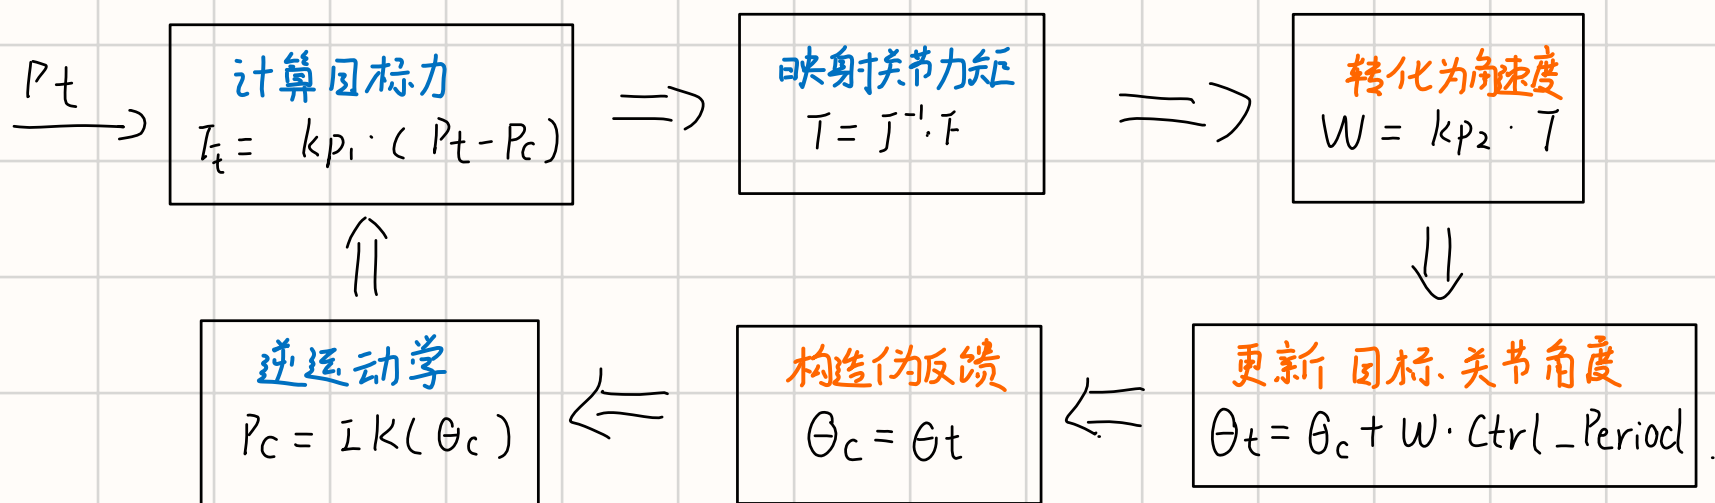 Pt
计算目标力
Ft = kp₁·(Pt-Pc)
映射关节力矩
T = J⁻¹·F
转化为角速度
W = kp₂·T
更新目标关节角度
θt = θc + W·Ctrl_Period
构造伪反馈
θc = θt
逆运动学
Pc = IK(θc)